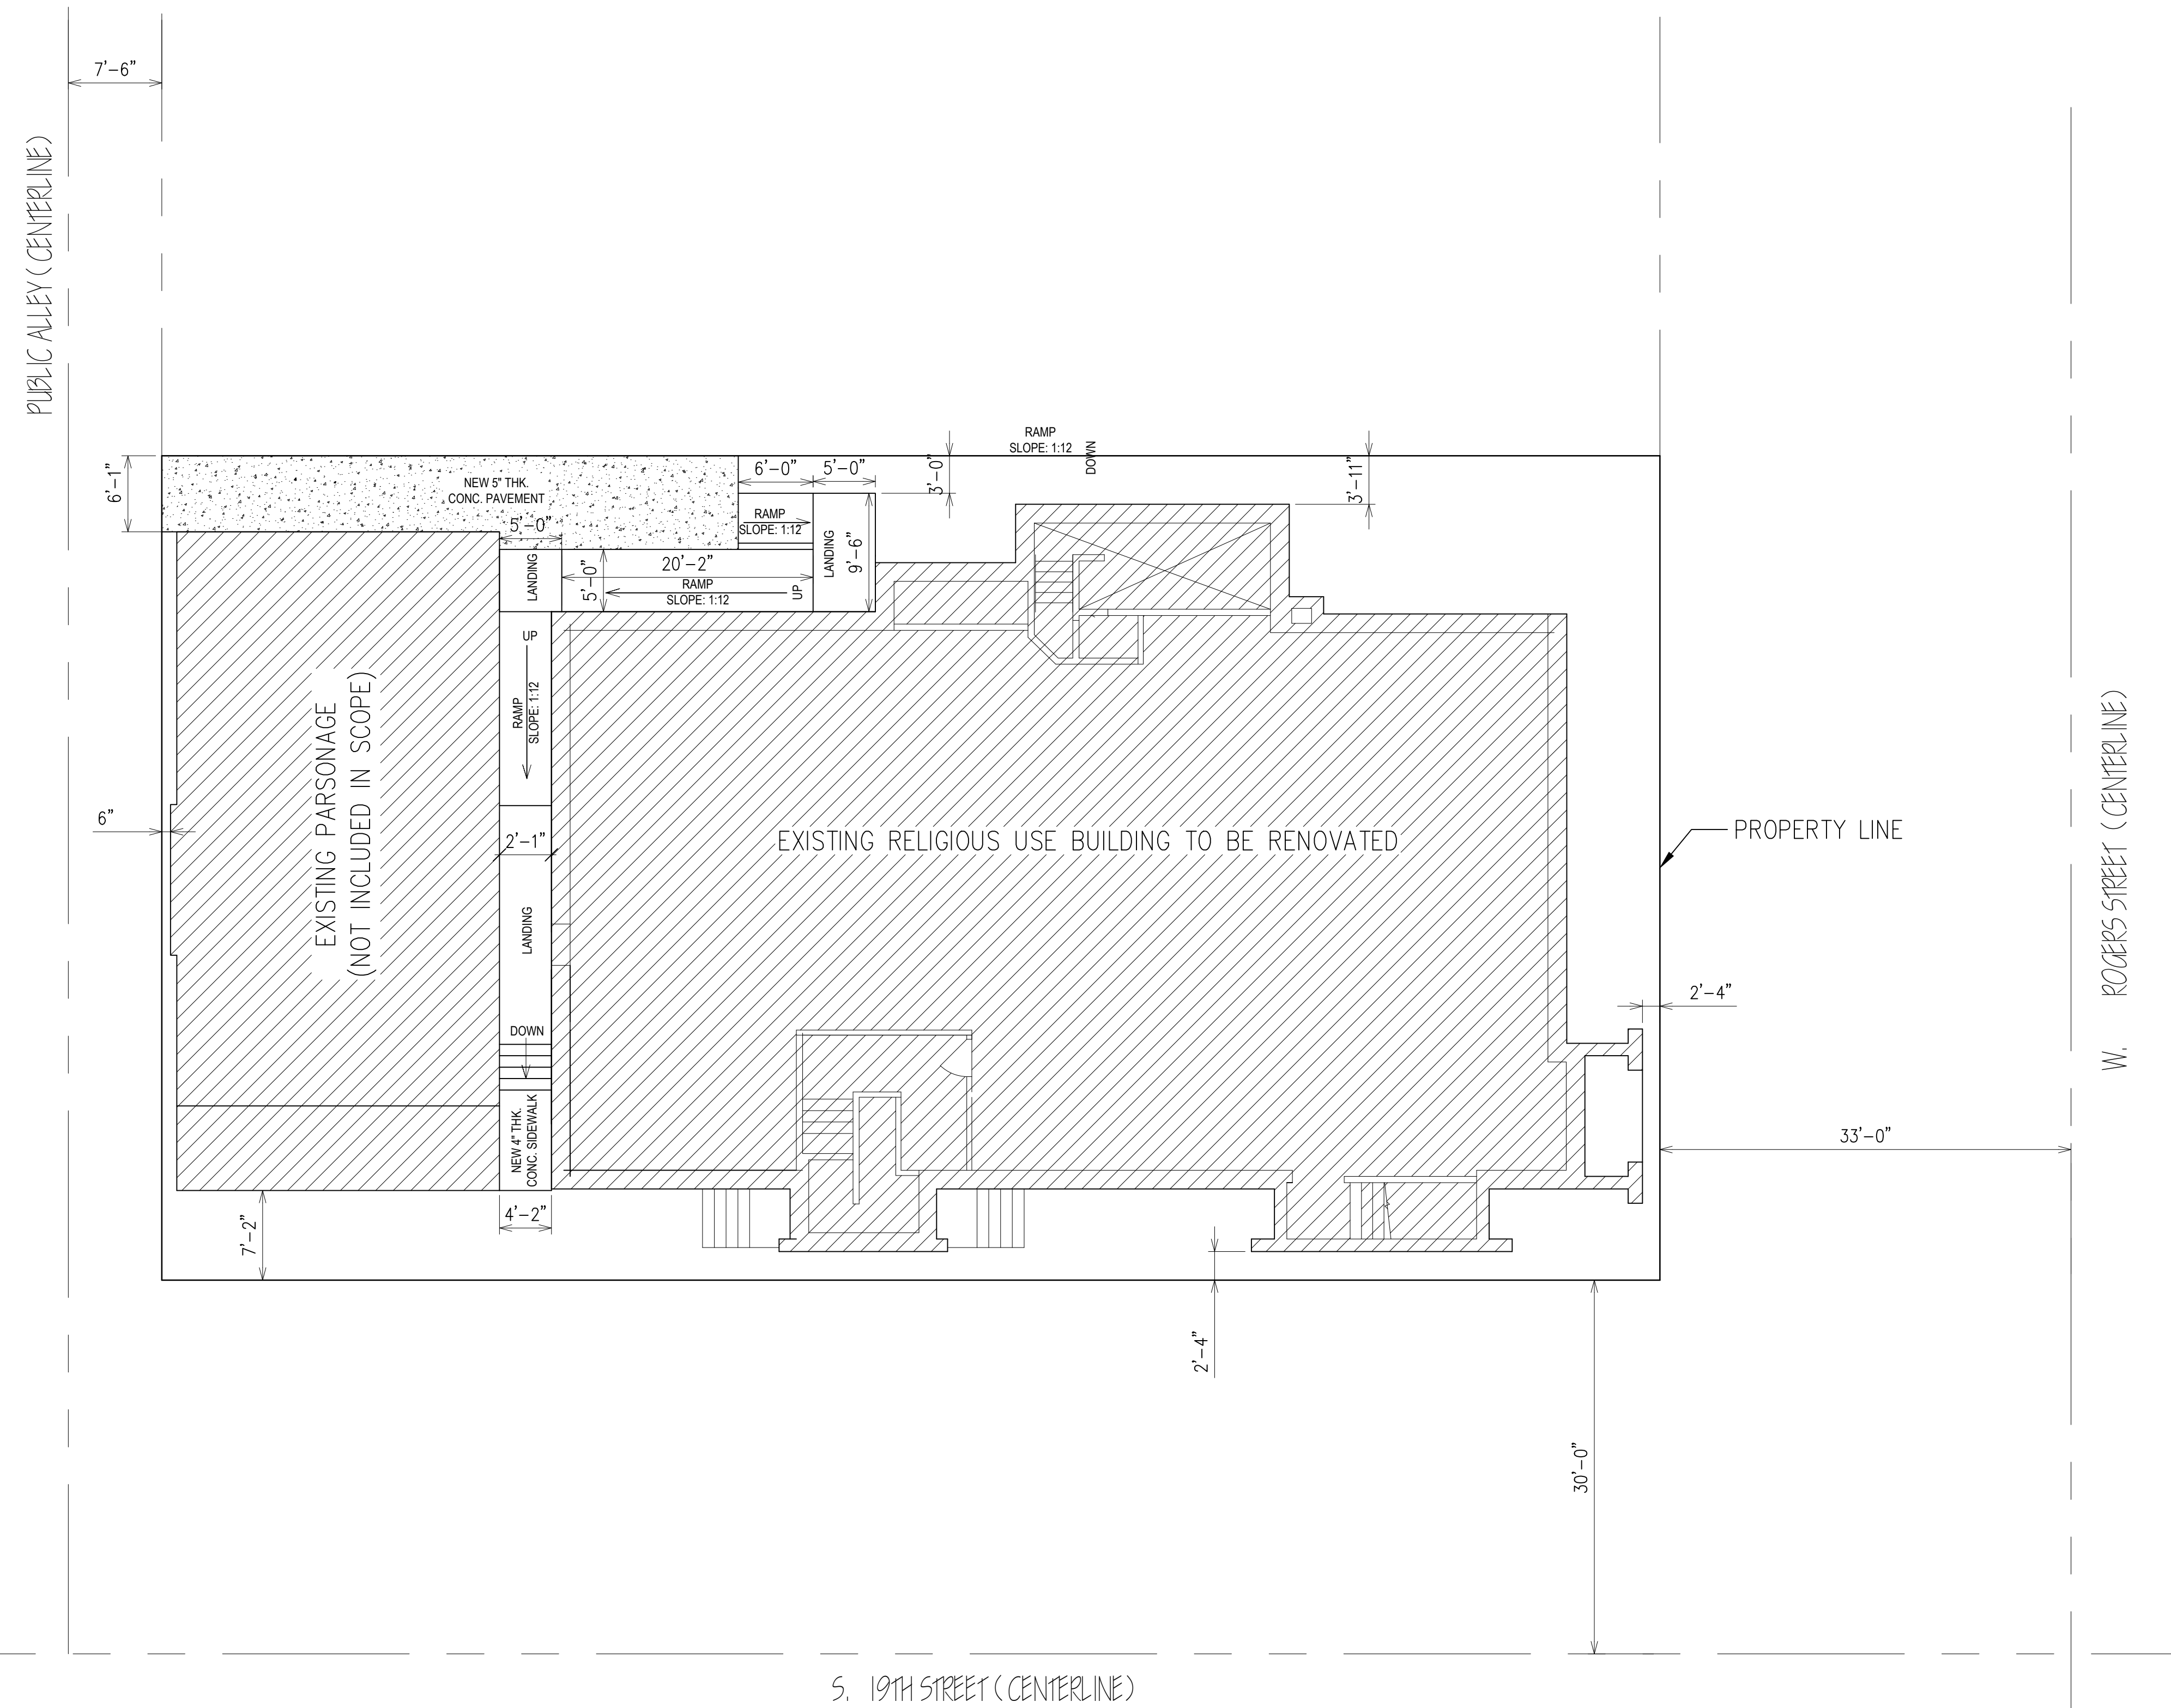 7'-6"
PUBLIC ALLEY (CENTERLINE)
RAMP
SLOPE: 1:12
DOWN
6'-1"
NEW 5" THK.
CONC. PAVEMENT
6'-0"
5'-0"
3'-0"
3'-11"
RAMP
SLOPE: 1:12
5'-0"
LANDING
5'-0"
20'-2"
RAMP
SLOPE: 1:12
UP
LANDING
9'-6"
UP
RAMP
SLOPE: 1:12
EXISTING PARSONAGE
(NOT INCLUDED IN SCOPE)
6"
2'-1"
EXISTING RELIGIOUS USE BUILDING TO BE RENOVATED
PROPERTY LINE
W. ROGERS STREET (CENTERLINE)
LANDING
2'-4"
DOWN
NEW 4" THK.
CONC. SIDEWALK
33'-0"
4'-2"
7'-2"
2'-4"
30'-0"
S. 19TH STREET (CENTERLINE)